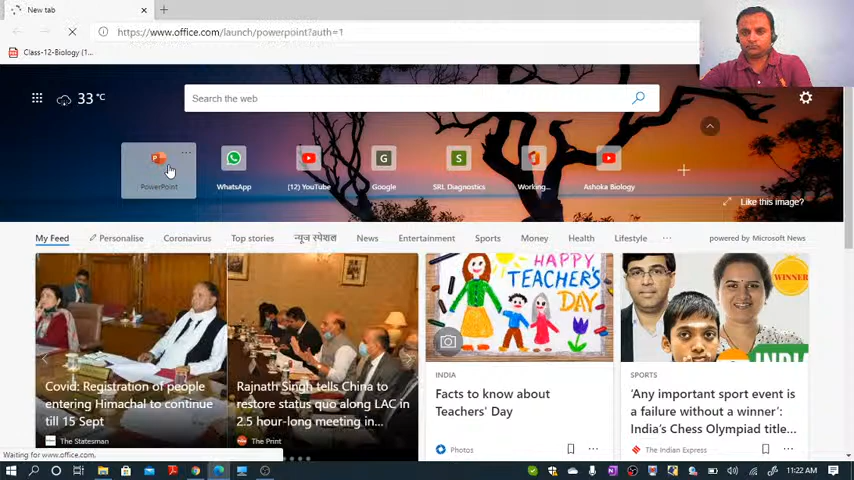 New tab
https://www.office.com/launch/powerpoint?auth=1
Class-12-Biology (1...
33 °C
Search the web
PowerPoint
WhatsApp
(12) YouTube
Google
SRL Diagnostics
Working...
Ashoka Biology
Like this image?
My Feed
Personalise
Coronavirus
Top stories
न्यूज़ स्पेशल
News
Entertainment
Sports
Money
Health
Lifestyle
powered by Microsoft News
HAPPY
TEACHER'S
DAY
WINNER
INDI
Covid: Registration of people
entering Himachal to continue
till 15 Sept
The Statesman
Rajnath Singh tells China to
restore status quo along LAC in
2.5 hour-long meeting in...
The Print
INDIA
Facts to know about
Teachers' Day
Photos
SPORTS
'Any important sport event is
a failure without a winner':
India's Chess Olympiad title...
The Indian Express
Waiting for www.office.com.
11:22 AM